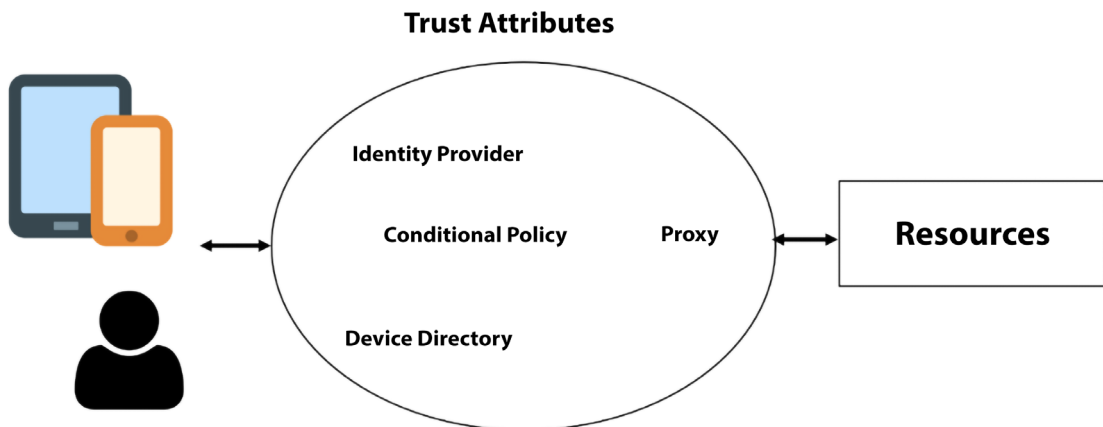 Trust Attributes
Identity Provider
Conditional Policy
Proxy
Resources
Device Directory